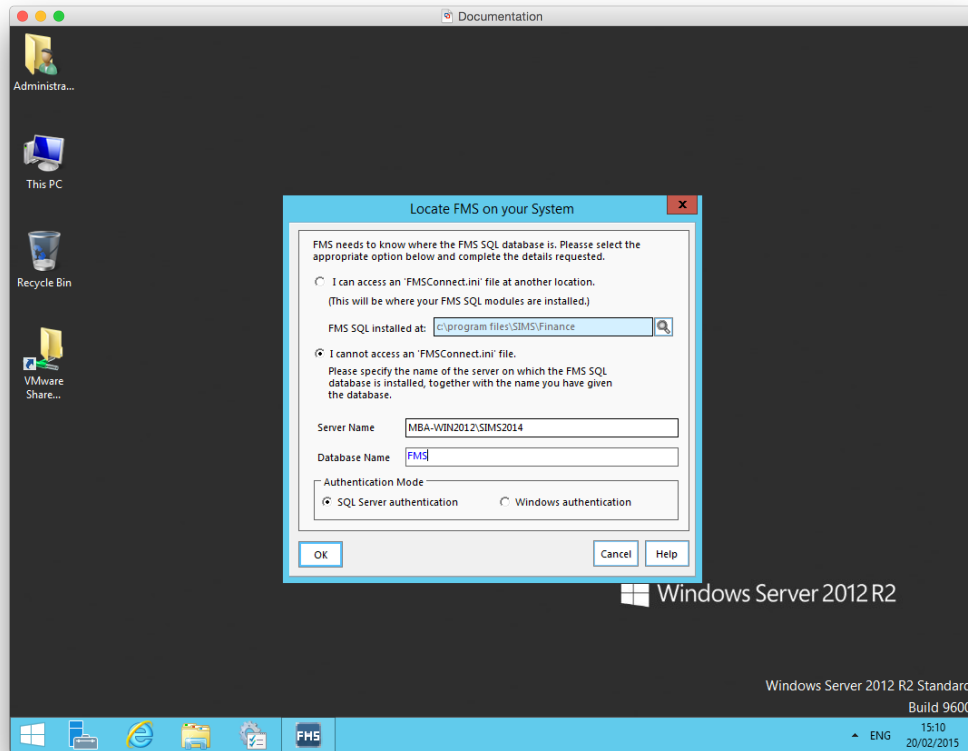 Documentation
Administra...
This PC
Recycle Bin
VMware
Share...
Locate FMS on your System
x
FMS needs to know where the FMS SQL database is. Please select the
appropriate option below and complete the details requested.
I can access an 'FMSConnect.ini' file at another location.
(This will be where your FMS SQL modules are installed.)
FMS SQL installed at: c:\program files\SIMS\Finance
I cannot access an 'FMSConnect.ini' file.
Please specify the name of the server on which the FMS SQL
database is installed, together with the name you have given
the database.
Server Name MBA-WIN2012\SIMS2014
Database Name FMS
Authentication Mode
SQL Server authentication Windows authentication
OK Cancel Help
Windows Server 2012 R2
Windows Server 2012 R2 Standard
Build 9600
FMS
ENG 15:10
20/02/2015